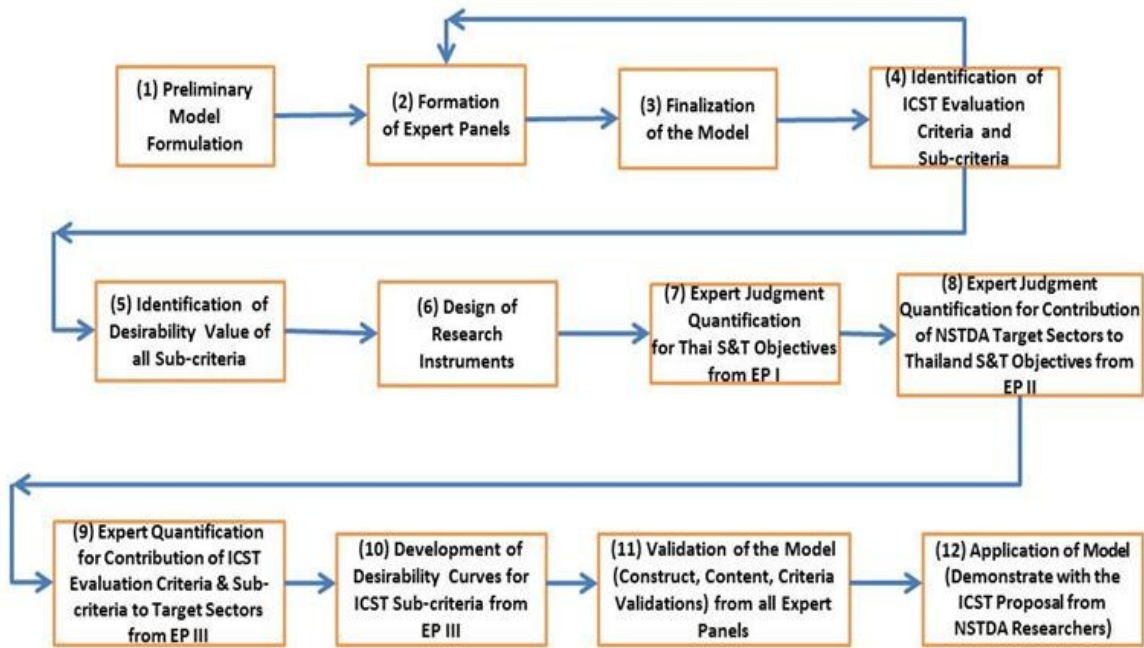 (1) Preliminary
Model
Formulation
(2) Formation
of Expert Panels
(3) Finalization
of the Model
(4) Identification of
ICST Evaluation
Criteria and
Sub-criteria
(5) Identification of
Desirability Value of
all Sub-criteria
(6) Design of
Research
Instruments
(7) Expert Judgment
Quantification
for Thai S&T Objectives
from EP I
(8) Expert Judgment
Quantification for Contribution
of NSTDA Target Sectors to
Thailand S&T Objectives from
EP II
(9) Expert Quantification
for Contribution of ICST
Evaluation Criteria & Sub-
criteria to Target Sectors
from EP III
(10) Development of
Desirability Curves for
ICST Sub-criteria from
EP III
(11) Validation of the Model
(Construct, Content, Criteria
Validations) from all Expert
Panels
(12) Application of Model
(Demonstrate with the
ICST Proposal from
NSTDA Researchers)